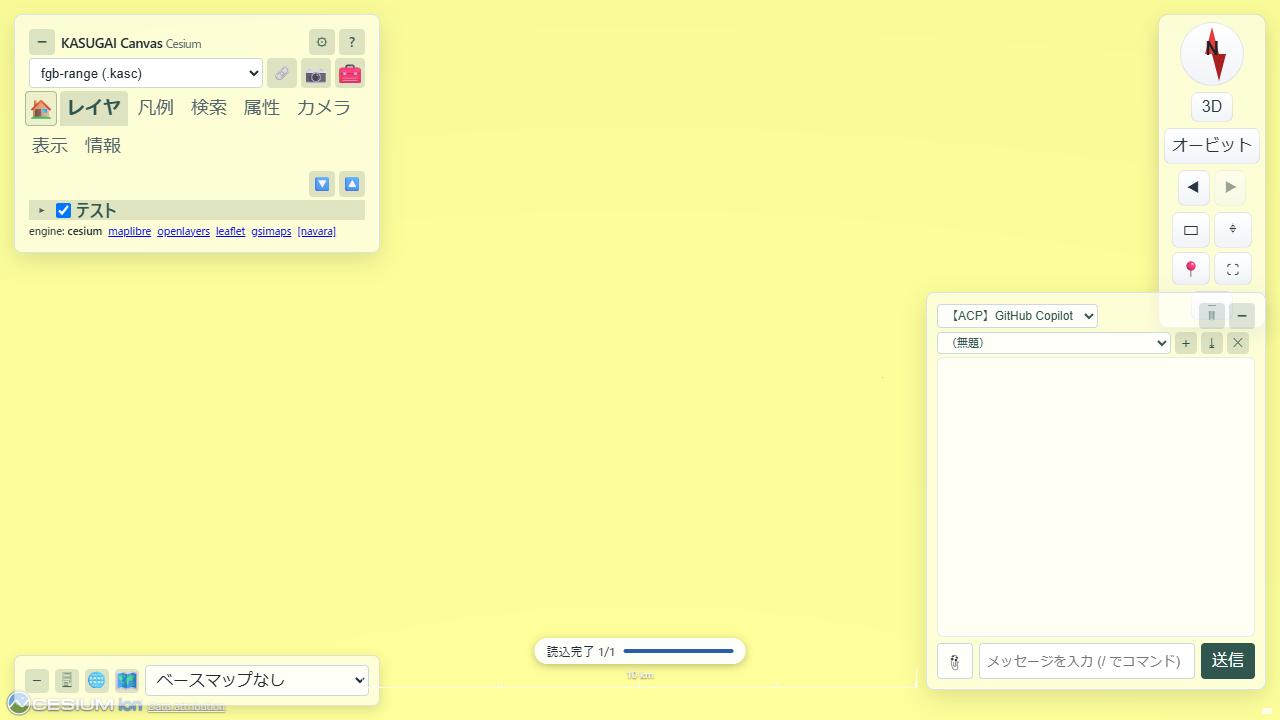 − KASUGAI Canvas Cesium ⚙ ?
fgb-range (.kasc)
レイヤ 凡例 検索 属性 カメラ
表示 情報
テスト
engine: cesium maplibre openlayers leaflet gsimaps [navara]
N
3D
オービット
【ACP】GitHub Copilot
（無題）
メッセージを入力 (/ でコマンド)
送信
読込完了 1/1
10 km
ベースマップなし
CESIUM ion Data attribution